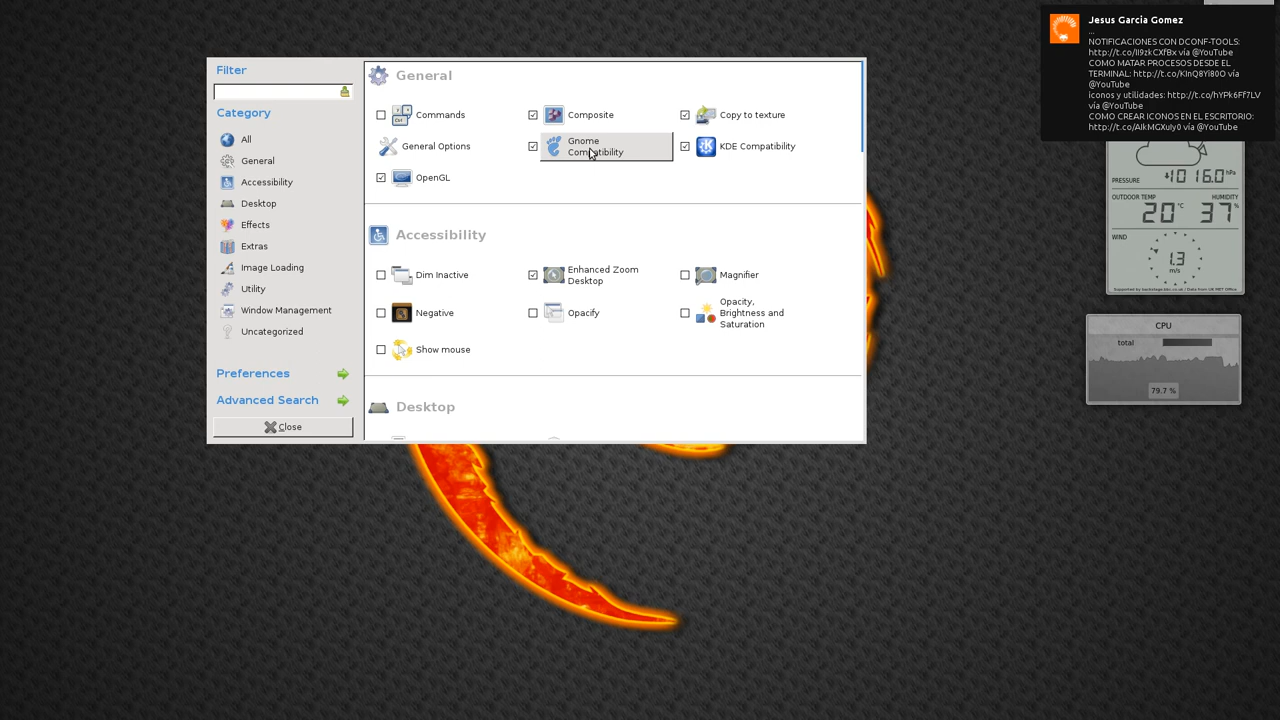 Filter
Category
All
General
Accessibility
Desktop
Effects
Extras
Image Loading
Utility
Window Management
Uncategorized
Preferences
Advanced Search
Close
General
Commands
Composite
Copy to texture
General Options
Gnome
Compatibility
KDE Compatibility
OpenGL
Accessibility
Dim Inactive
Enhanced Zoom
Desktop
Magnifier
Negative
Opacify
Opacity,
Brightness and
Saturation
Show mouse
Desktop
Jesus Garcia Gomez
...
NOTIFICACIONES CON DCONF-TOOLS:
http://t.co/II9zkCXfBx vía @YouTube
COMO MATAR PROCESOS DESDE EL
TERMINAL: http://t.co/KInQ8Yi80O vía
@YouTube
iconos y utilidades: http://t.co/hYPk6Ff7LV
vía @YouTube
COMO CREAR ICONOS EN EL ESCRITORIO:
http://t.co/AlkMGXuIy0 vía @YouTube
PRESSURE 1016.0 hPa
OUTDOOR TEMP HUMIDITY
20 °C 37 %
WIND
1.3
m/s
CPU
total
79.7 %